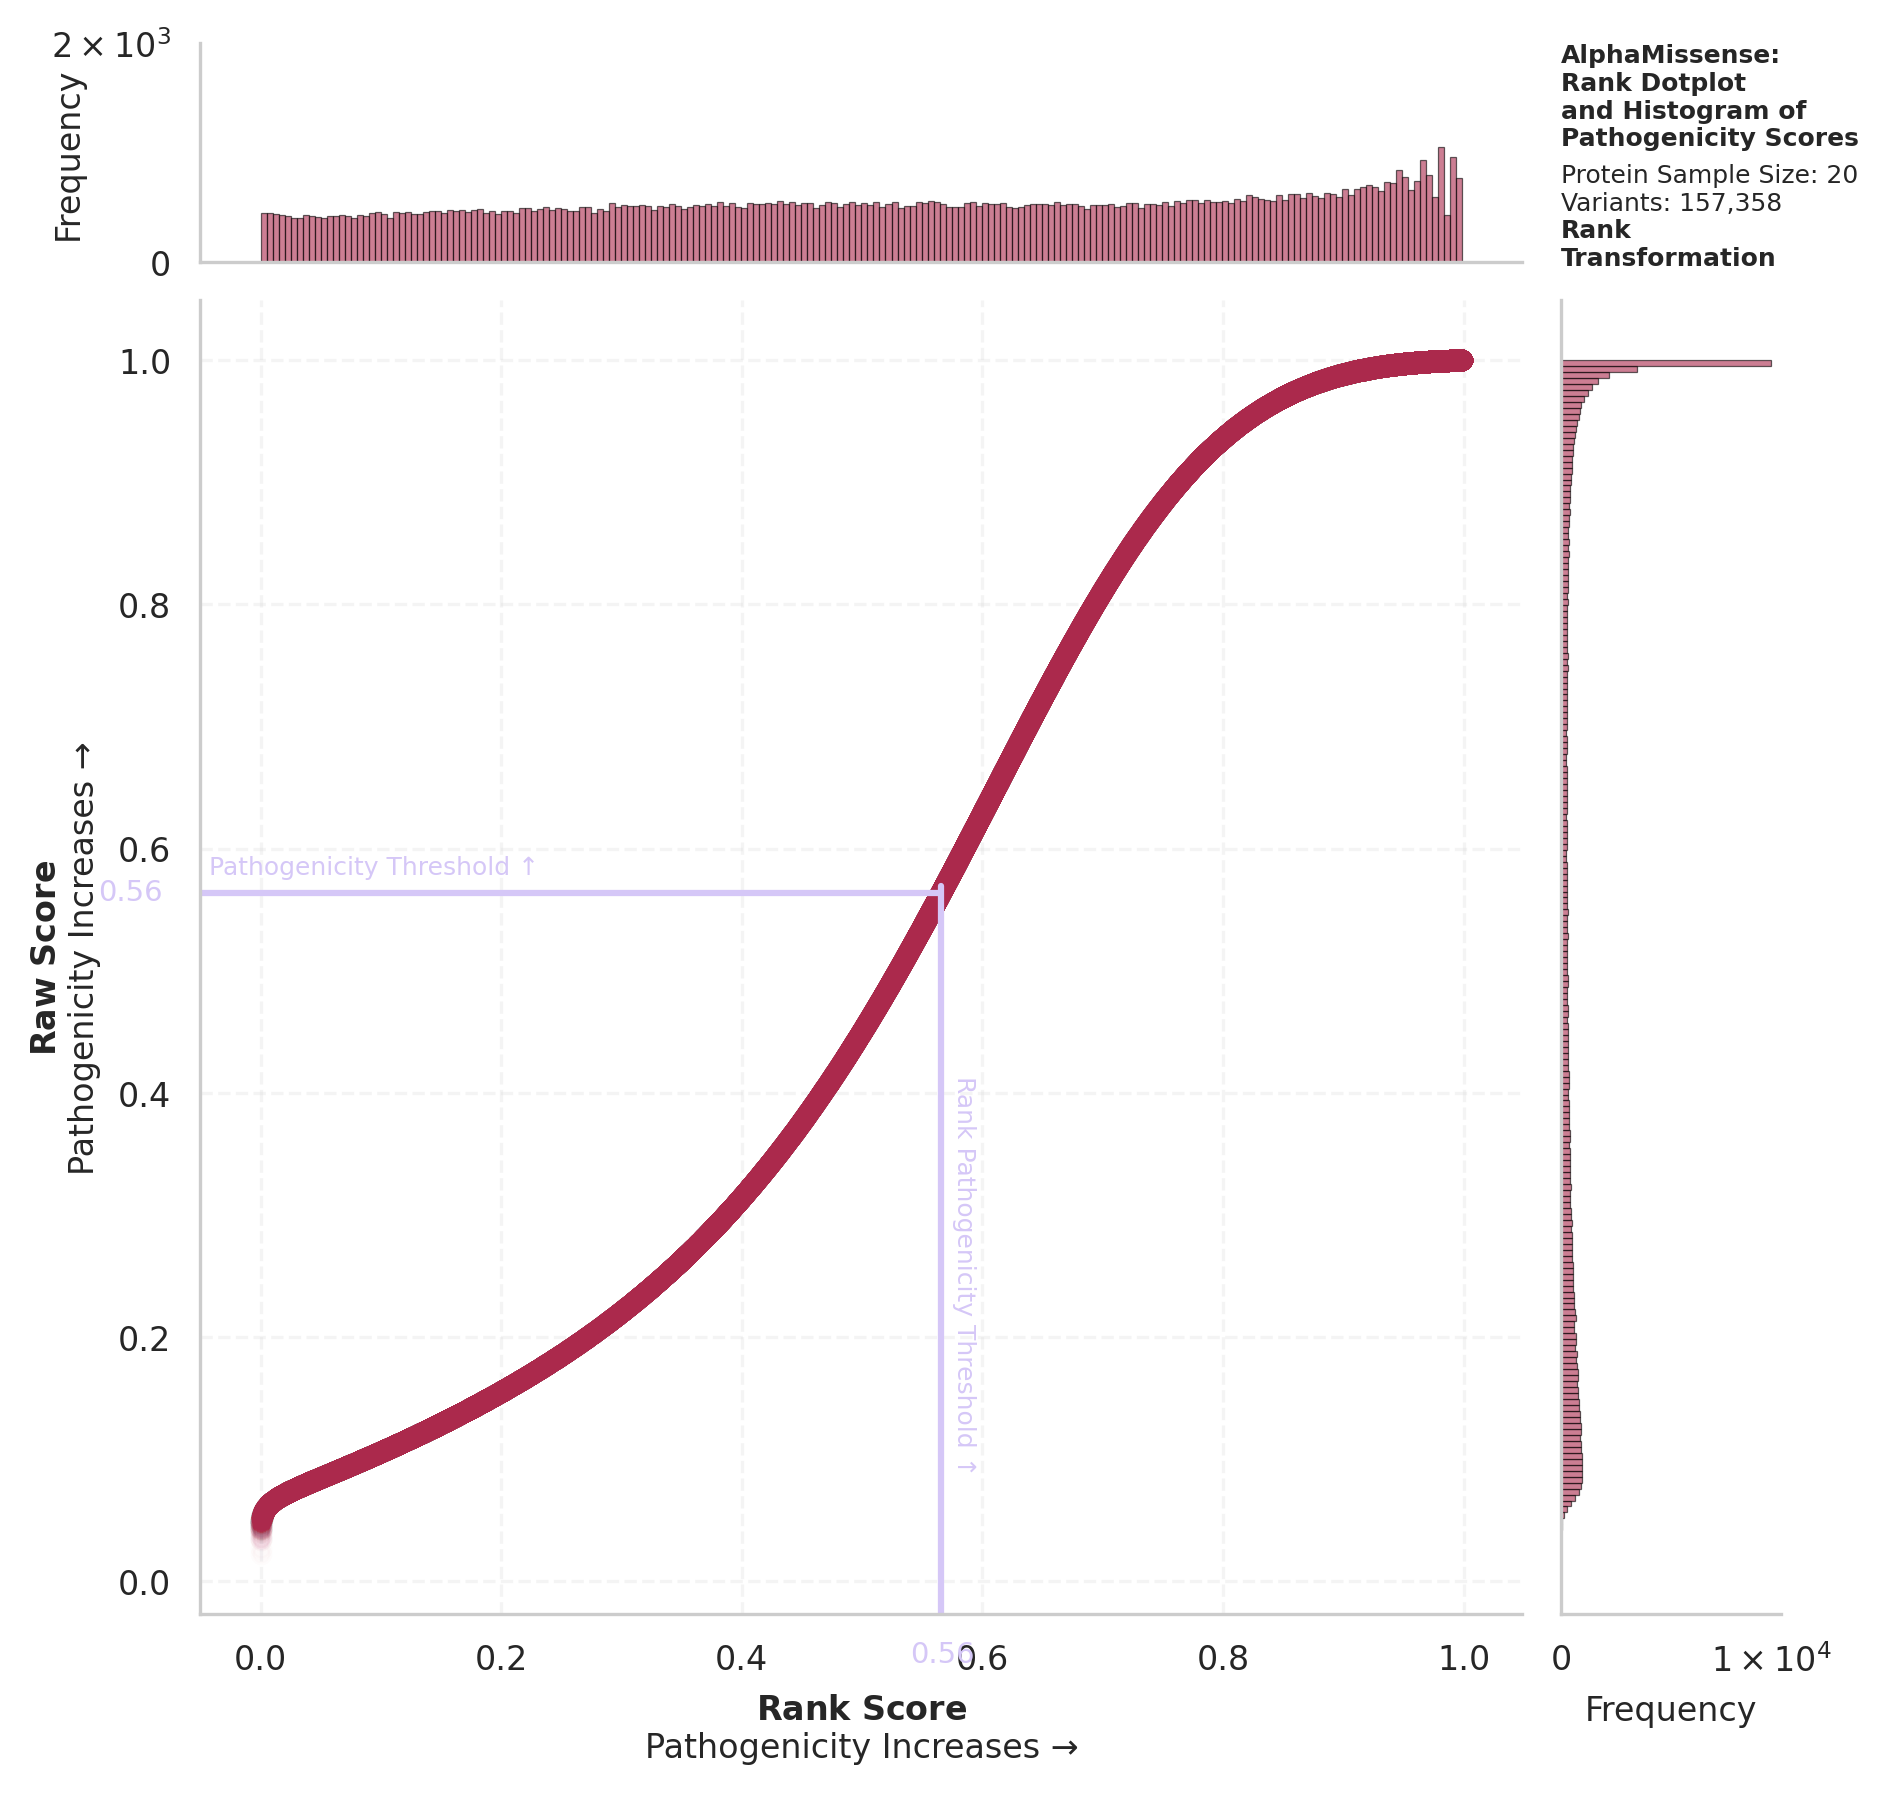 2 × 10³
Frequency
0
AlphaMissense:
Rank Dotplot
and Histogram of
Pathogenicity Scores
Protein Sample Size: 20
Variants: 157,358
Rank
Transformation
1.0
0.8
0.6
0.4
0.2
0.0
Raw Score
Pathogenicity Increases →
0.56
Pathogenicity Threshold ↑
Rank Pathogenicity Threshold ↑
0.0
0.2
0.4
0.56
0.6
0.8
1.0
Rank Score
Pathogenicity Increases →
0
1 × 10⁴
Frequency